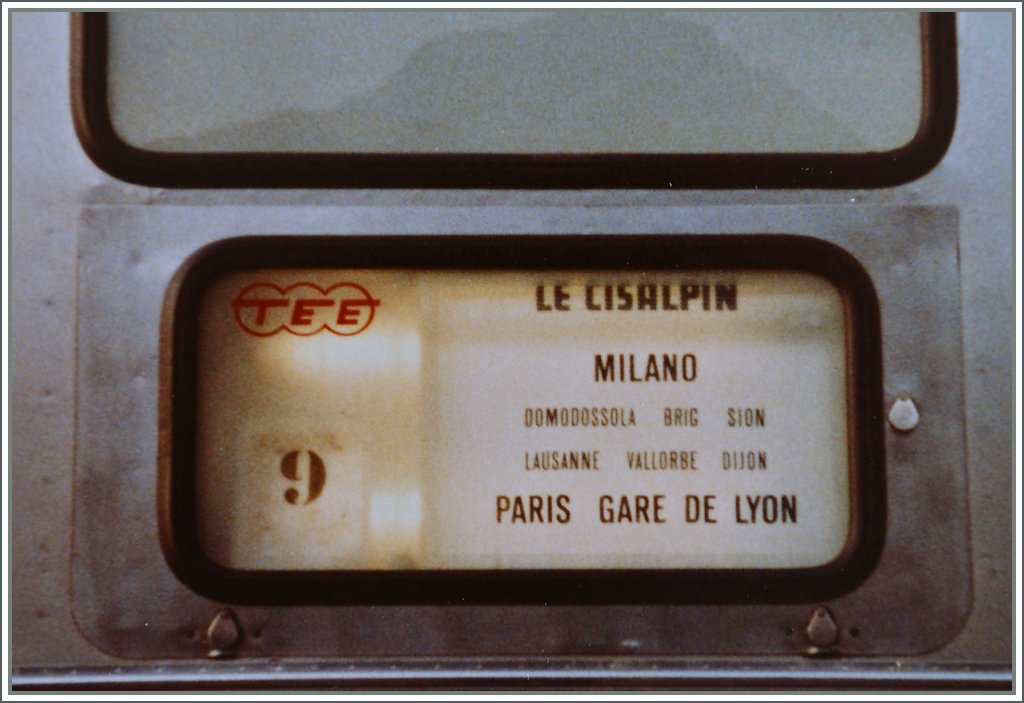 TEE
9
LE CISALPIN
MILANO
DOMODOSSOLA BRIG SION
LAUSANNE VALLORBE DIJON
PARIS GARE DE LYON